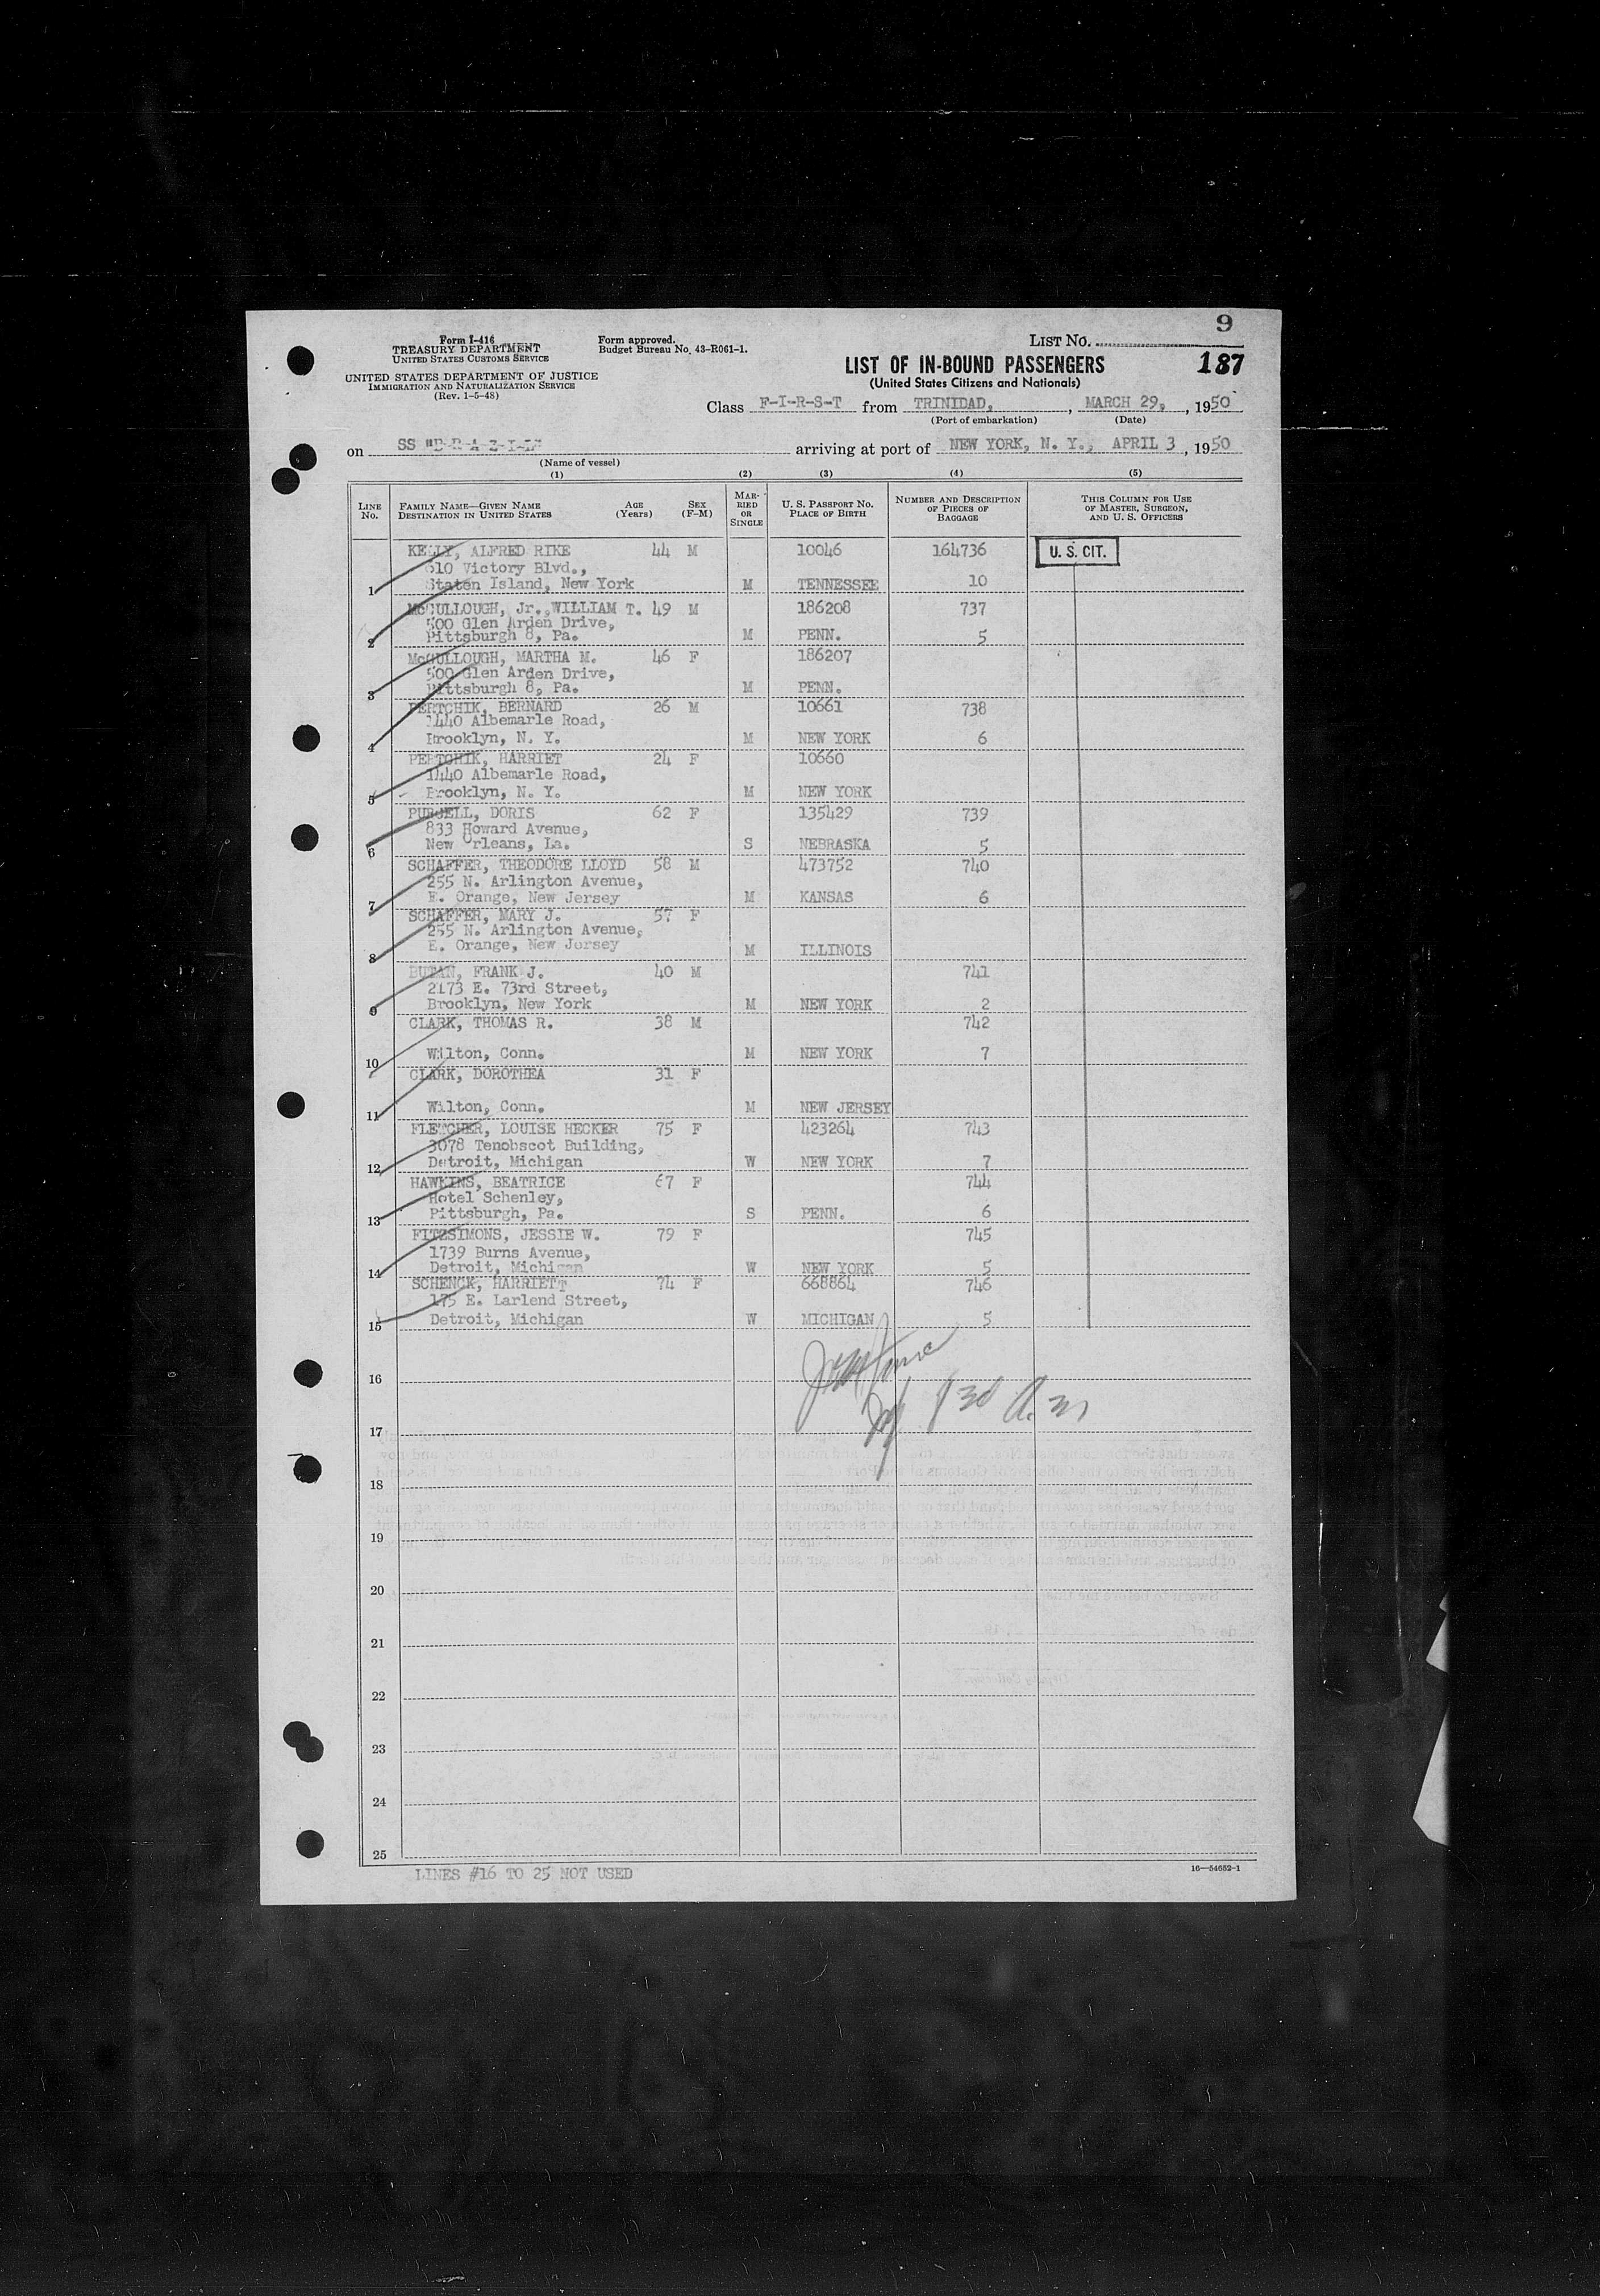 9
Form I-416
TREASURY DEPARTMENT
UNITED STATES CUSTOMS SERVICE
UNITED STATES DEPARTMENT OF JUSTICE
IMMIGRATION AND NATURALIZATION SERVICE
(Rev. 1-5-48)
Form approved.
Budget Bureau No. 43-R061-1.
LIST NO.
LIST OF IN-BOUND PASSENGERS 187
(United States Citizens and Nationals)
Class F-I-R-S-T from TRINIDAD, , MARCH 29, , 1950
(Port of embarkation) (Date)
on SS "B-R-A-Z-I-L" arriving at port of NEW YORK, N. Y., APRIL 3 , 1950
(Name of vessel)
(1) (2) (3) (4) (5)
LINE NO. FAMILY NAME—GIVEN NAME DESTINATION IN UNITED STATES AGE (Years) SEX (F-M) MARRIED OR SINGLE U. S. PASSPORT NO. PLACE OF BIRTH NUMBER AND DESCRIPTION OF PIECES OF BAGGAGE THIS COLUMN FOR USE OF MASTER, SURGEON, AND U. S. OFFICERS
KELLY, ALFRED RIKE 44 M 10046 164736 U. S. CIT.
610 Victory Blvd.,
1 Staten Island, New York M TENNESSEE 10
McCULLOUGH, Jr., WILLIAM T. 49 M 186208 737
500 Glen Arden Drive,
2 Pittsburgh 8, Pa. M PENN. 5
McCULLOUGH, MARTHA M. 46 F 186207
500 Glen Arden Drive,
3 Pittsburgh 8, Pa. M PENN.
PERTCHIK, BERNARD 26 M 10661 738
1440 Albemarle Road,
4 Brooklyn, N. Y. M NEW YORK 6
PERTCHIK, HARRIET 24 F 10660
1440 Albemarle Road,
5 Brooklyn, N. Y. M NEW YORK
PURCELL, DORIS 62 F 135429 739
833 Howard Avenue,
6 New Orleans, La. S NEBRASKA 5
SCHAFFER, THEODORE LLOYD 58 M 473752 740
255 N. Arlington Avenue,
7 E. Orange, New Jersey M KANSAS 6
SCHAFFER, MARY J. 57 F
255 N. Arlington Avenue,
8 E. Orange, New Jersey M ILLINOIS
FRANK J. 40 M 741
2173 E. 73rd Street,
9 Brooklyn, New York M NEW YORK 2
CLARK, THOMAS R. 38 M 742
10 Wilton, Conn. M NEW YORK 7
CLARK, DOROTHEA 31 F
11 Wilton, Conn. M NEW JERSEY
FLETCHER, LOUISE HECKER 75 F 423264 743
3078 Tenobscot Building,
12 Detroit, Michigan W NEW YORK 7
HAWKINS, BEATRICE 67 F 744
Hotel Schenley,
13 Pittsburgh, Pa. S PENN. 6
FITZSIMONS, JESSIE W. 79 F 745
1739 Burns Avenue,
14 Detroit, Michigan W NEW YORK 5
SCHENCK, HARRIETT 74 F 668864 746
175 E. Larlend Street,
15 Detroit, Michigan W MICHIGAN 5
16
17
18
19
20
21
22
23
24
25
LINES #16 TO 25 NOT USED
16—54652-1